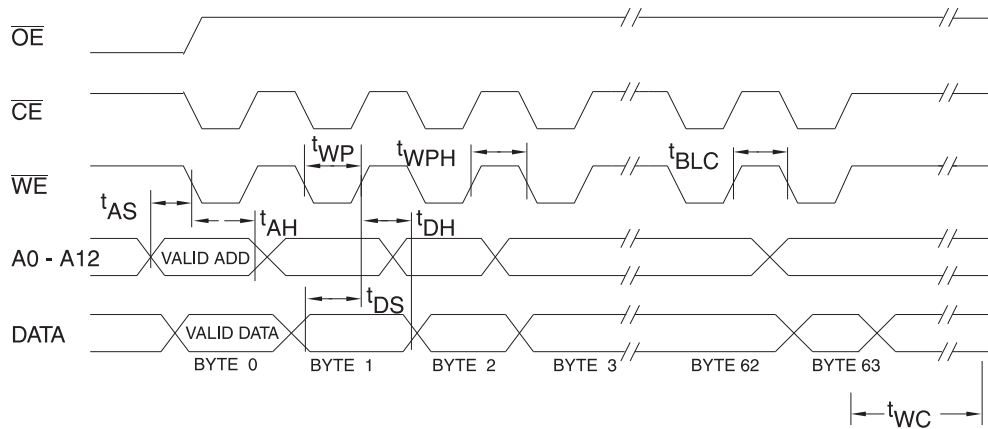 OE
CE
tWP
tWPH
tBLC
WE
tAS
tAH
tDH
A0 - A12
VALID ADD
tDS
DATA
VALID DATA
BYTE 0
BYTE 1
BYTE 2
BYTE 3
BYTE 62
BYTE 63
tWC